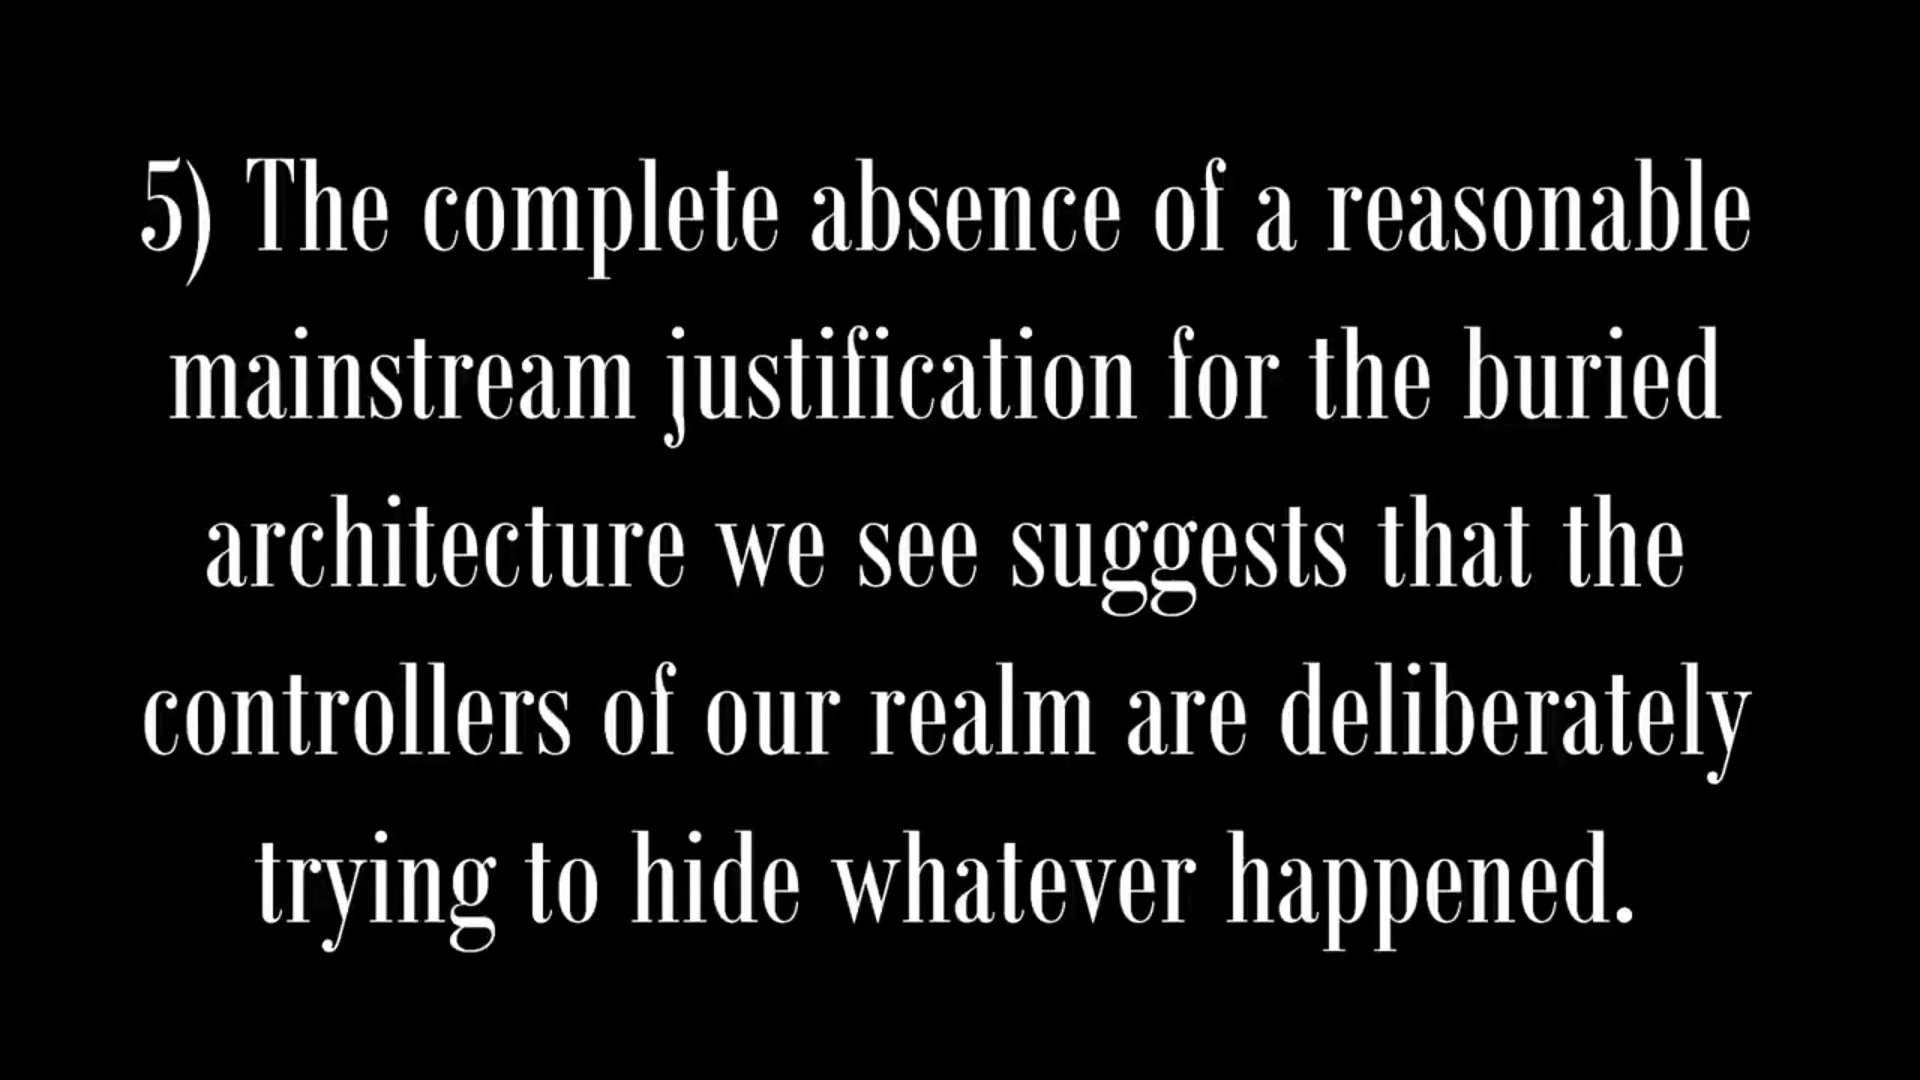 5) The complete absence of a reasonable
mainstream justification for the buried
architecture we see suggests that the
controllers of our realm are deliberately
trying to hide whatever happened.